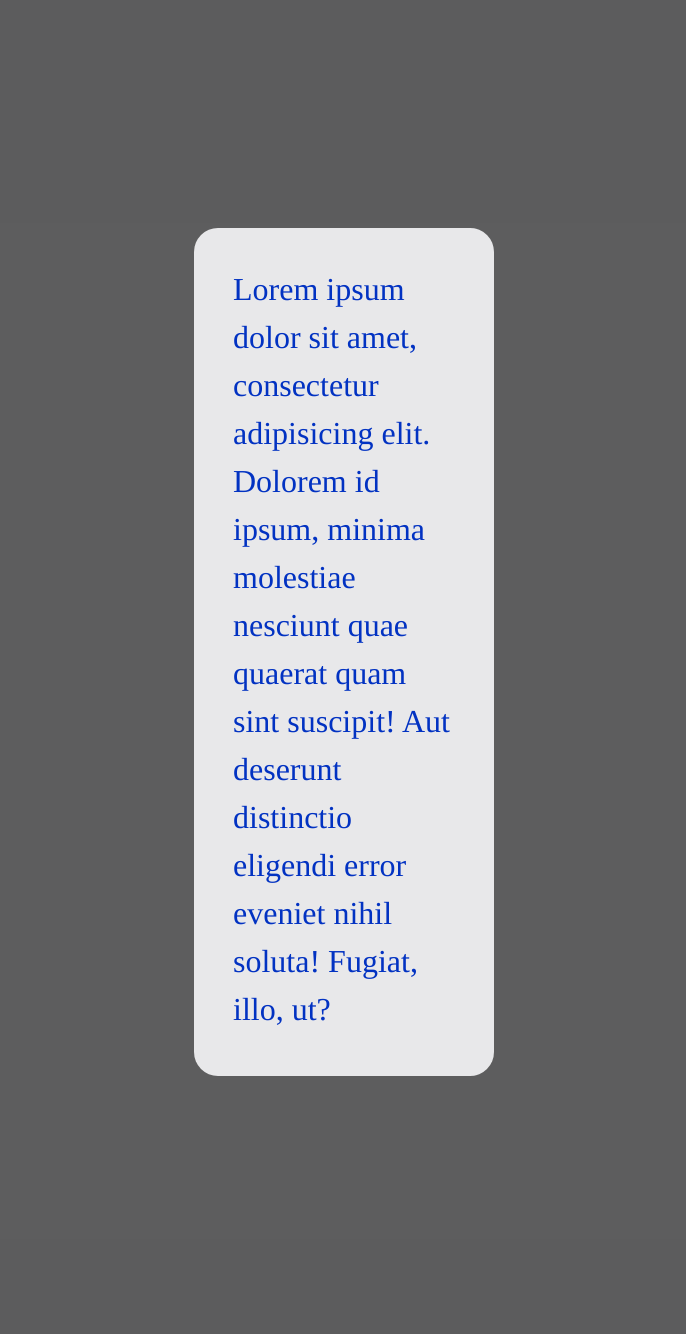 Lorem ipsum
dolor sit amet,
consectetur
adipisicing elit.
Dolorem id
ipsum, minima
molestiae
nesciunt quae
quaerat quam
sint suscipit! Aut
deserunt
distinctio
eligendi error
eveniet nihil
soluta! Fugiat,
illo, ut?